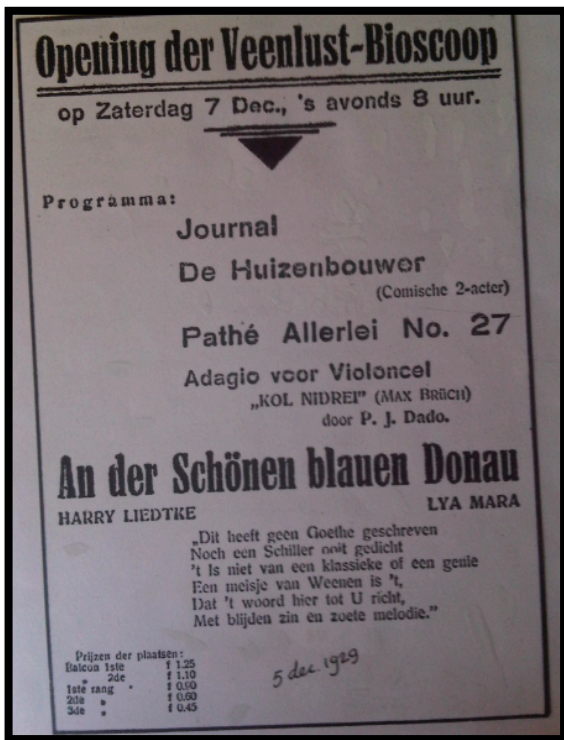 Opening der Veenlust-Bioscoop
op Zaterdag 7 Dec., 's avonds 8 uur.
Programma:
Journal
De Huizenbouwer
(Comische 2-acter)
Pathé Allerlei No. 27
Adagio voor Violoncel
„KOL NIDREI" (MAX BRÜCH)
door P. J. Dado.
An der Schönen blauen Donau
HARRY LIEDTKE LYA MARA
„Dit heeft geen Goethe geschreven
Noch een Schiller ooit gedicht
't Is niet van een klassieke of een genie
Een meisje van Weenen is 't,
Dat 't woord hier tot U richt,
Met blijden zin en zoete melodie."
Prijzen der plaatsen:
Balcon 1ste f 1.25
„ 2de f 1.10
1ste rang f 0.90
2de „ f 0.60
3de „ f 0.45
5 dec. 1929